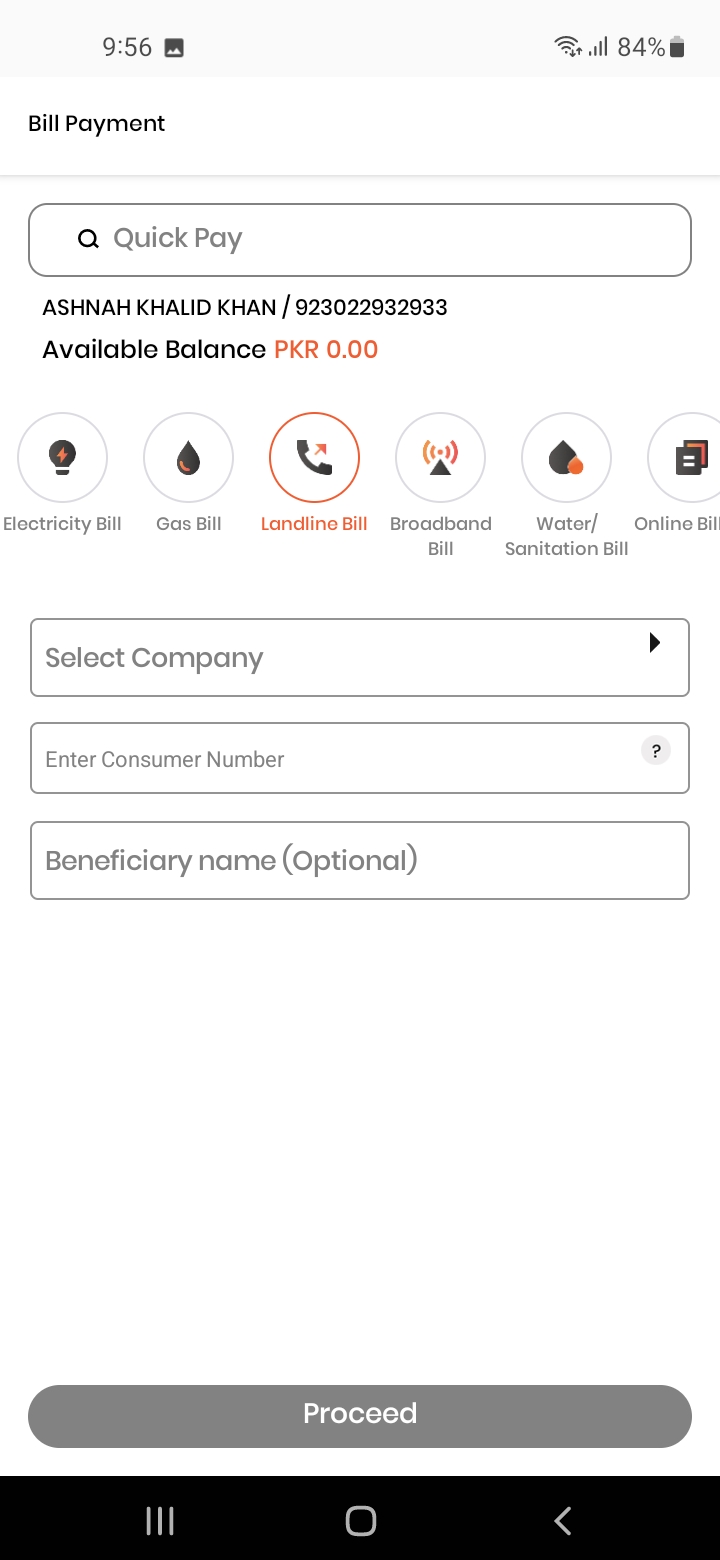 9:56
84%
Bill Payment
Quick Pay
ASHNAH KHALID KHAN / 923022932933
Available Balance PKR 0.00
Electricity Bill
Gas Bill
Landline Bill
Broadband
Bill
Water/
Sanitation Bill
Online Bill
Select Company
Enter Consumer Number
?
Beneficiary name (Optional)
Proceed